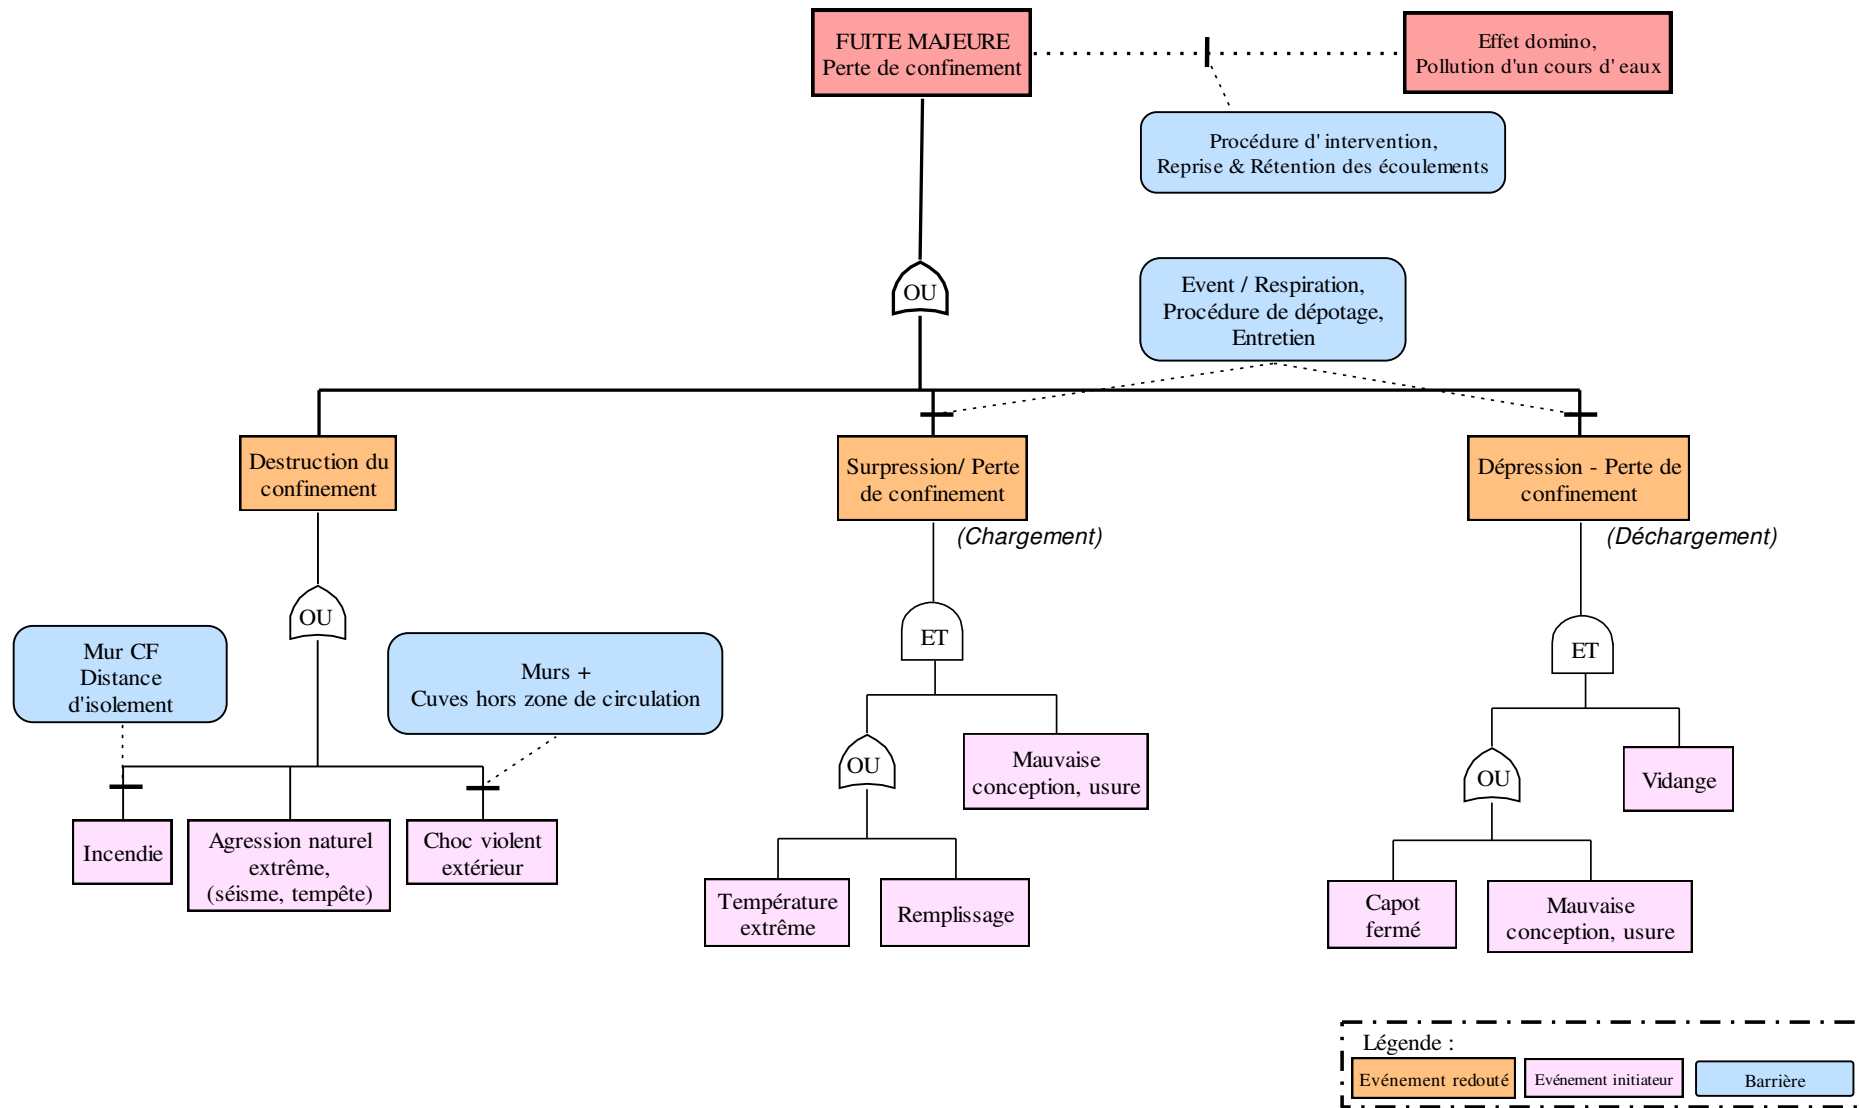 FUITE MAJEURE
Perte de confinement
Effet domino,
Pollution d'un cours d'eaux
Procédure d'intervention,
Reprise & Rétention des écoulements
OU
Event / Respiration,
Procédure de dépotage,
Entretien
Destruction du
confinement
Surpression/ Perte
de confinement
(Chargement)
Dépression - Perte de
confinement
(Déchargement)
OU
ET
ET
Mur CF
Distance
d'isolement
Murs +
Cuves hors zone de circulation
OU
Mauvaise
conception, usure
OU
Vidange
Incendie
Agression naturel
extrême,
(séisme, tempête)
Choc violent
extérieur
Température
extrême
Remplissage
Capot
fermé
Mauvaise
conception, usure
Légende :
Evénement redouté
Evénement initiateur
Barrière